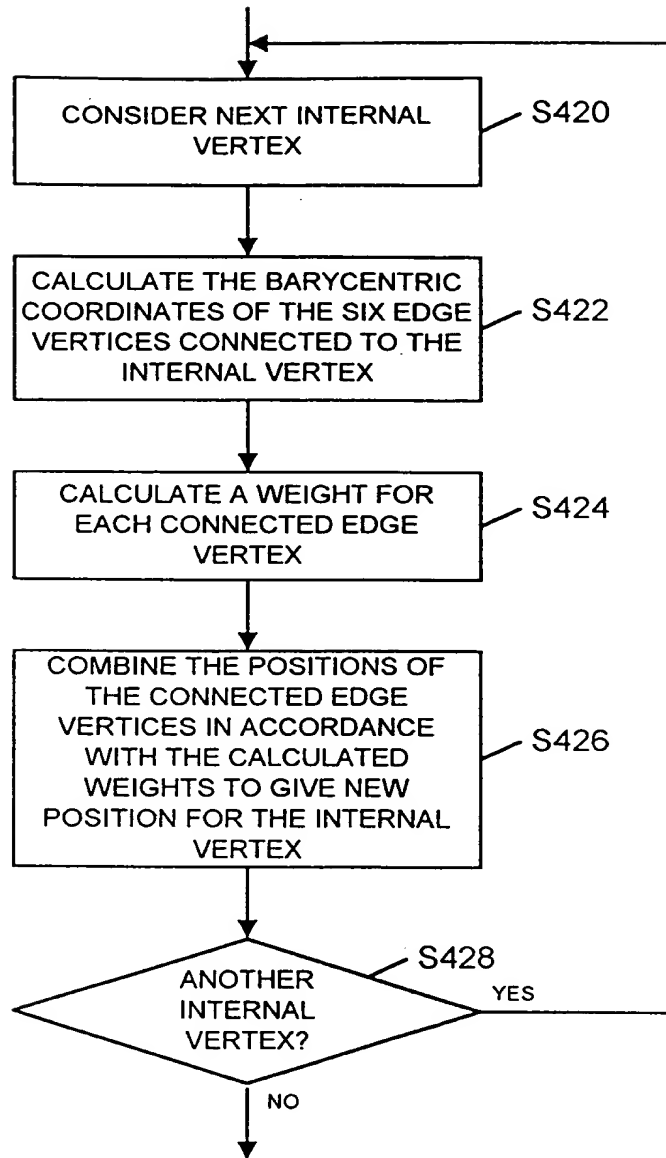 CONSIDER NEXT INTERNAL
VERTEX
S420
CALCULATE THE BARYCENTRIC
COORDINATES OF THE SIX EDGE
VERTICES CONNECTED TO THE
INTERNAL VERTEX
S422
CALCULATE A WEIGHT FOR
EACH CONNECTED EDGE
VERTEX
S424
COMBINE THE POSITIONS OF
THE CONNECTED EDGE
VERTICES IN ACCORDANCE
WITH THE CALCULATED
WEIGHTS TO GIVE NEW
POSITION FOR THE INTERNAL
VERTEX
S426
ANOTHER
INTERNAL
VERTEX?
S428
YES
NO